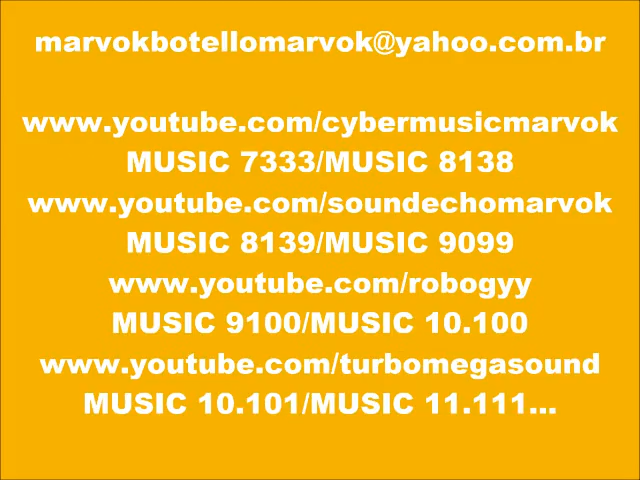 marvokbotellomarvok@yahoo.com.br
www.youtube.com/cybermusicmarvok
MUSIC 7333/MUSIC 8138
www.youtube.com/soundechomarvok
MUSIC 8139/MUSIC 9099
www.youtube.com/robogyy
MUSIC 9100/MUSIC 10.100
www.youtube.com/turbomegasound
MUSIC 10.101/MUSIC 11.111...